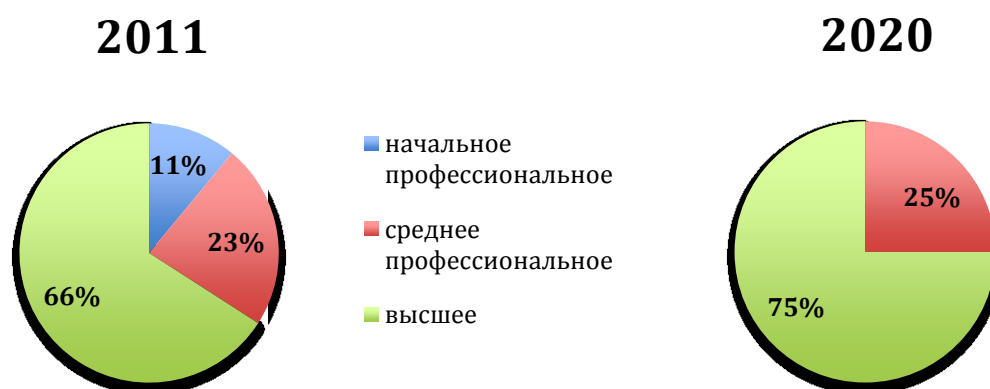 2011
2020
11%
23%
66%
начальное
профессиональное
среднее
профессиональное
высшее
25%
75%